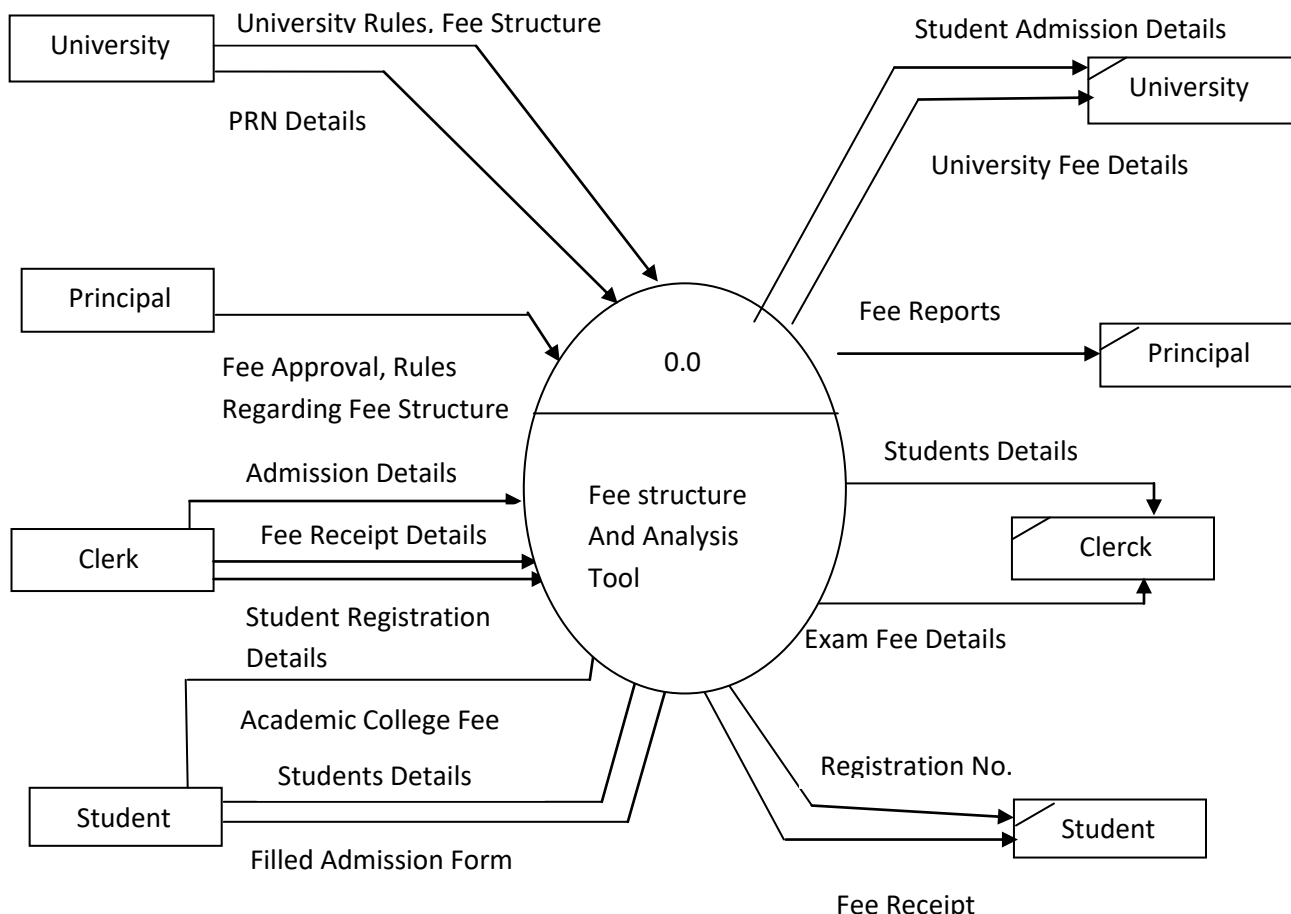 University
University Rules, Fee Structure
PRN Details
Student Admission Details
University
University Fee Details
Principal
Fee Approval, Rules
Regarding Fee Structure
0.0
Fee structure
And Analysis
Tool
Fee Reports
Principal
Admission Details
Clerk
Fee Receipt Details
Student Registration
Details
Students Details
Clerck
Exam Fee Details
Academic College Fee
Students Details
Student
Filled Admission Form
Registration No.
Student
Fee Receipt